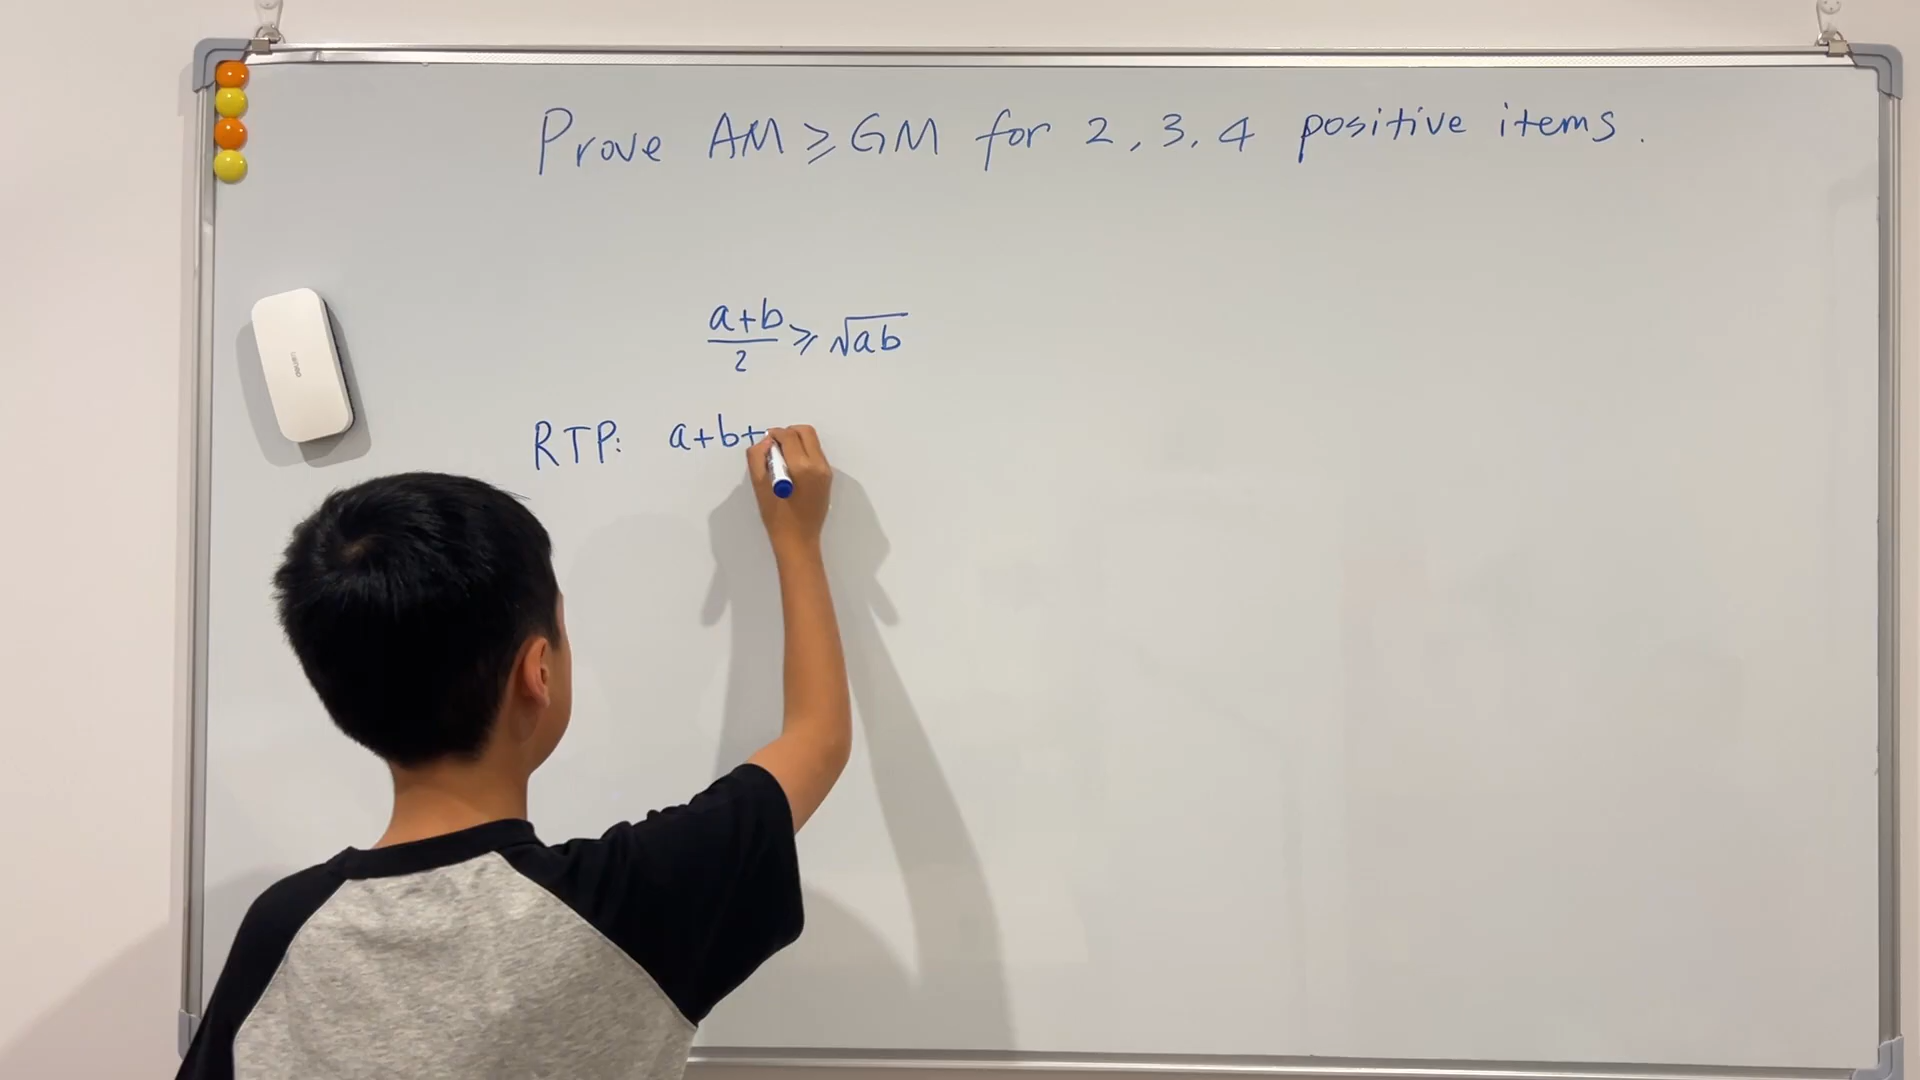 Prove AM ≥ GM for 2, 3, 4 positive items.
a+b/2 ≥ √ab
RTP: a+b+